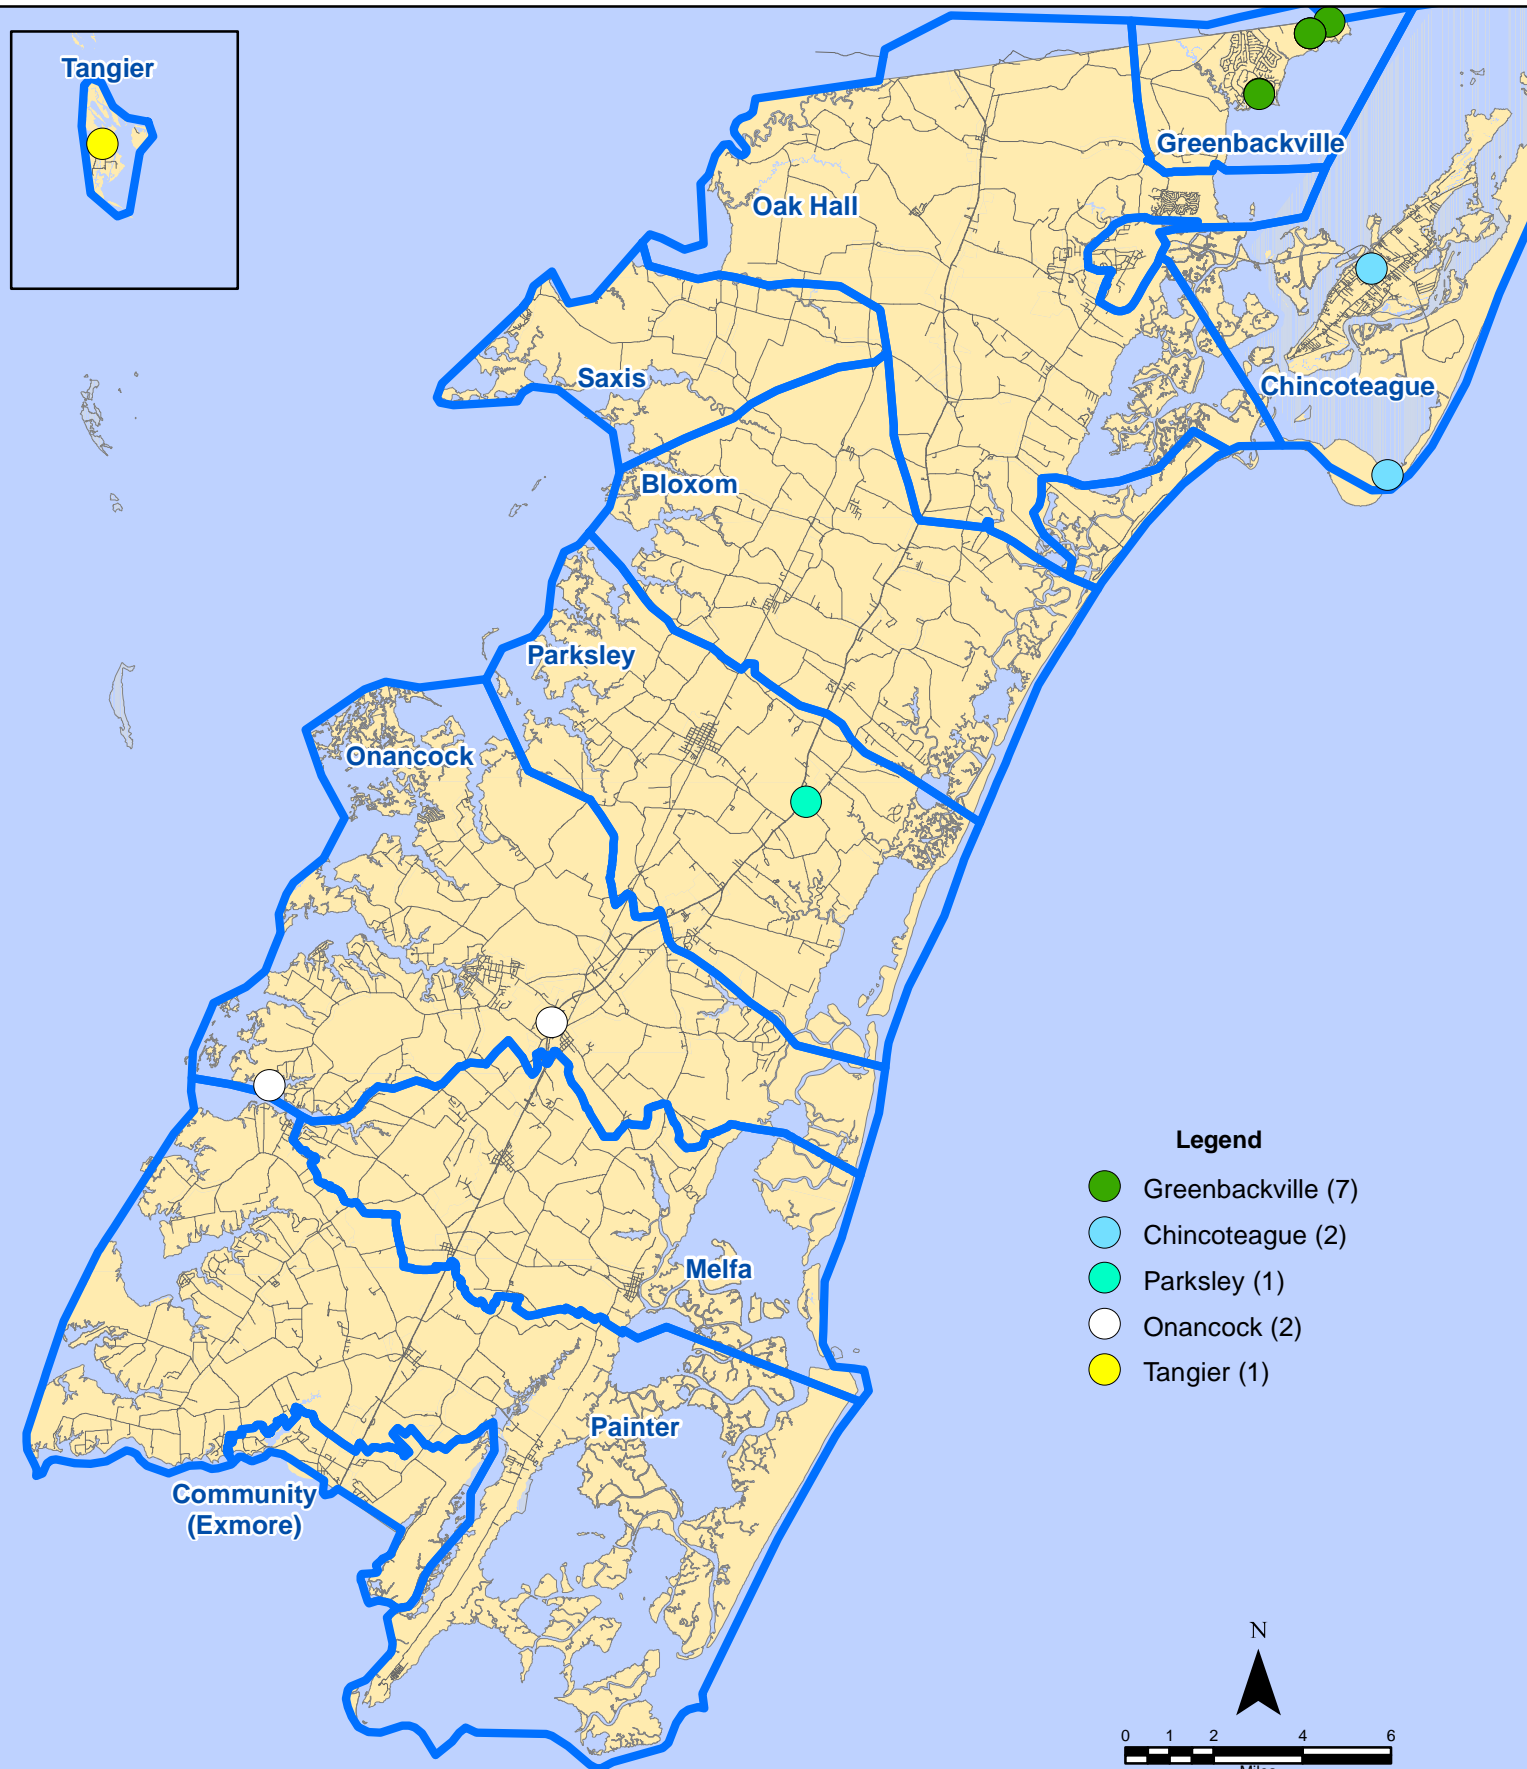 Tangier
Greenbackville
Oak Hall
Saxis
Chincoteague
Bloxom
Parksley
Onancock
Melfa
Painter
Community
(Exmore)
Legend
Greenbackville (7)
Chincoteague (2)
Parksley (1)
Onancock (2)
Tangier (1)
N
0 1 2 4 6
Miles